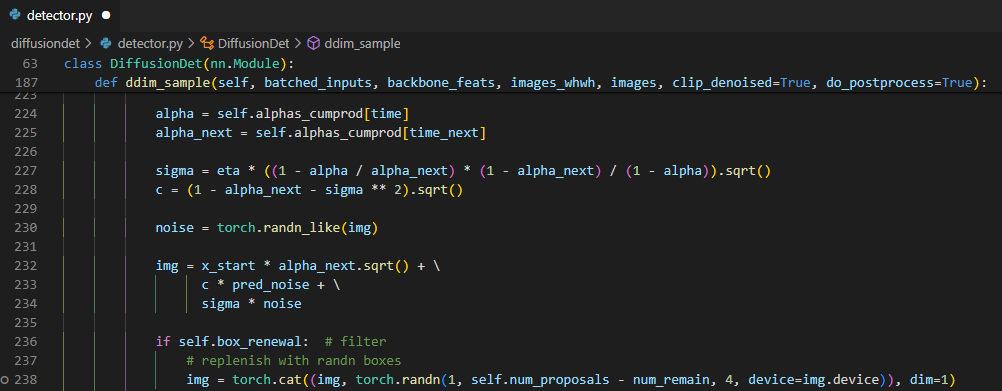 detector.py
diffusiondet > detector.py > DiffusionDet > ddim_sample
63 class DiffusionDet(nn.Module):
187 def ddim_sample(self, batched_inputs, backbone_feats, images_whwh, images, clip_denoised=True, do_postprocess=True):
223
224 alpha = self.alphas_cumprod[time]
225 alpha_next = self.alphas_cumprod[time_next]
226
227 sigma = eta * ((1 - alpha / alpha_next) * (1 - alpha_next) / (1 - alpha)).sqrt()
228 c = (1 - alpha_next - sigma ** 2).sqrt()
229
230 noise = torch.randn_like(img)
231
232 img = x_start * alpha_next.sqrt() + \
233 c * pred_noise + \
234 sigma * noise
235
236 if self.box_renewal:  # filter
237 # replenish with randn boxes
238 img = torch.cat((img, torch.randn(1, self.num_proposals - num_remain, 4, device=img.device)), dim=1)